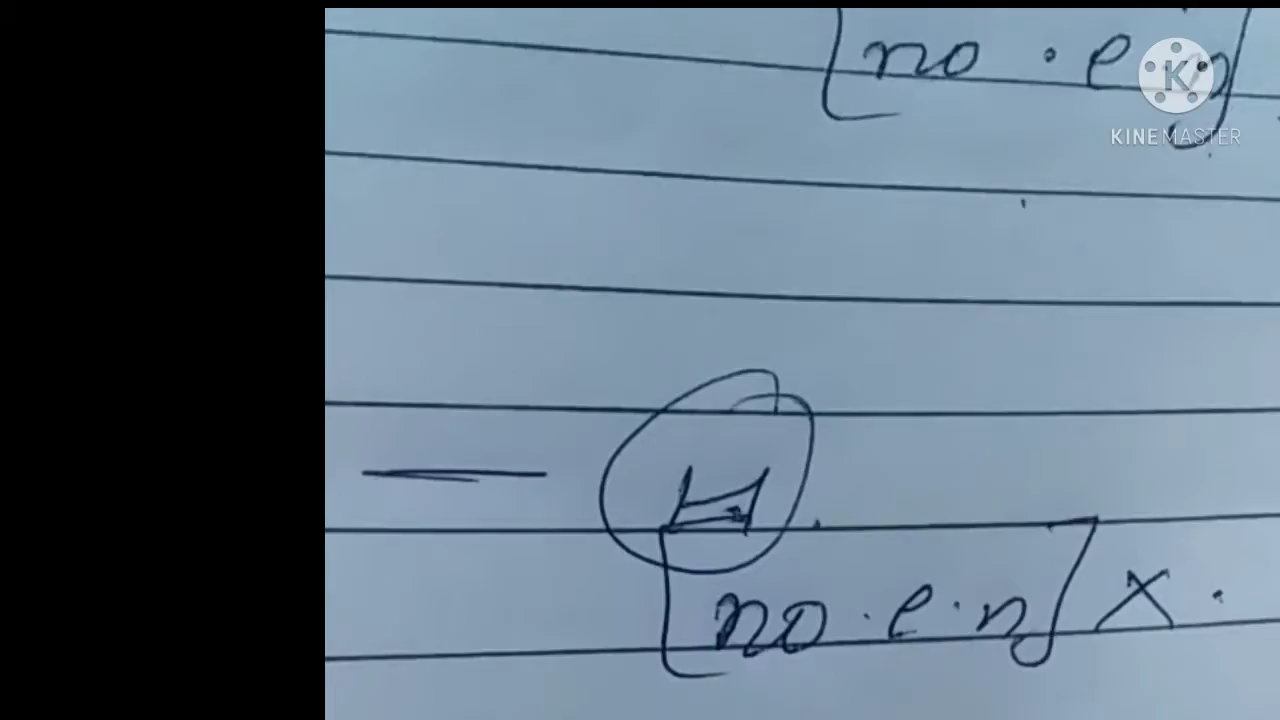 [no . e n]
KINEMASTER
—
H .
[no . e . n] X .